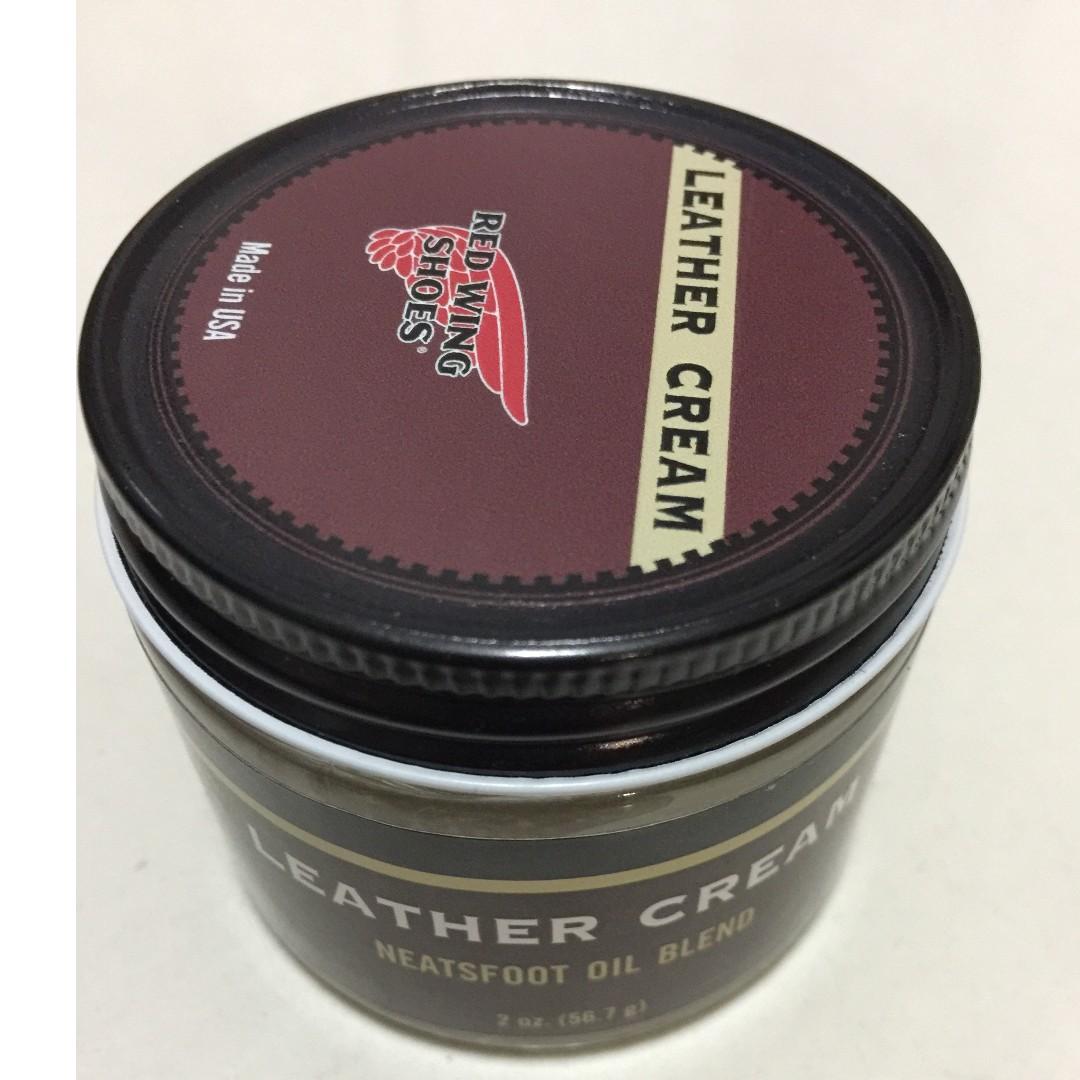 LEATHER CREAM
RED WING
SHOES®
Made in USA
LEATHER CREAM
NEATSFOOT OIL BLEND
2 oz. (56.7 g)